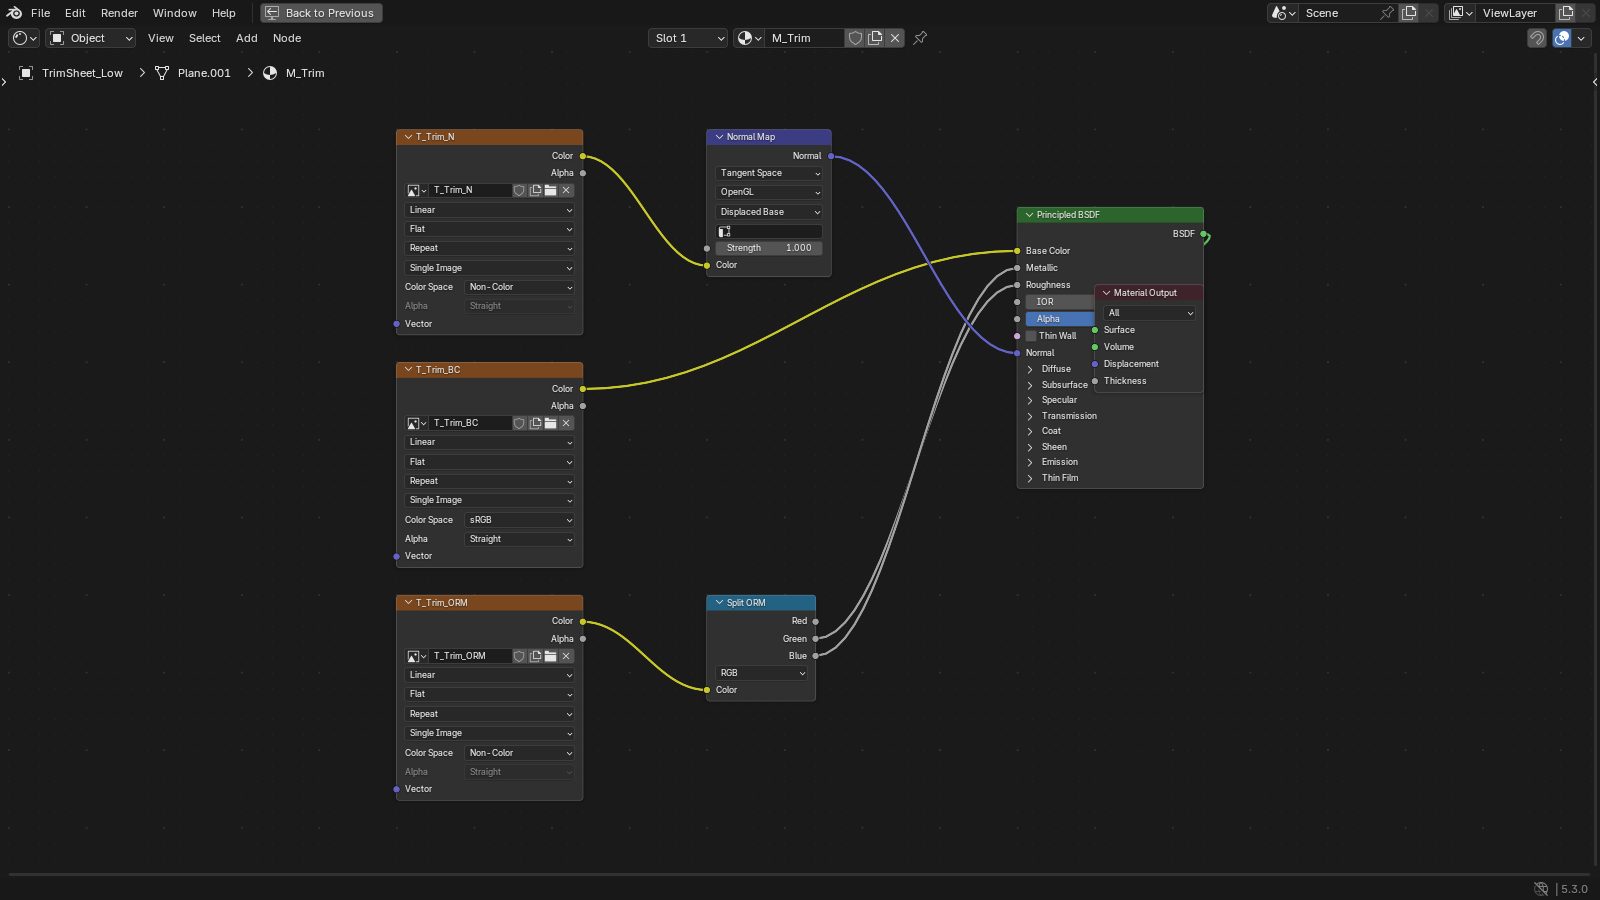 File Edit Render Window Help Back to Previous Scene ViewLayer
Object View Select Add Node Slot 1 M_Trim
TrimSheet_Low Plane.001 M_Trim
T_Trim_N
Color
Alpha
T_Trim_N
Linear
Flat
Repeat
Single Image
Color Space Non-Color
Alpha Straight
Vector
Normal Map
Normal
Tangent Space
OpenGL
Displaced Base
Strength 1.000
Color
Principled BSDF
BSDF
Base Color
Metallic
Roughness
IOR
Alpha
Thin Wall
Normal
Diffuse
Subsurface
Specular
Transmission
Coat
Sheen
Emission
Thin Film
Material Output
All
Surface
Volume
Displacement
Thickness
T_Trim_BC
Color
Alpha
T_Trim_BC
Linear
Flat
Repeat
Single Image
Color Space sRGB
Alpha Straight
Vector
T_Trim_ORM
Color
Alpha
T_Trim_ORM
Linear
Flat
Repeat
Single Image
Color Space Non-Color
Alpha Straight
Vector
Split ORM
Red
Green
Blue
RGB
Color
5.3.0